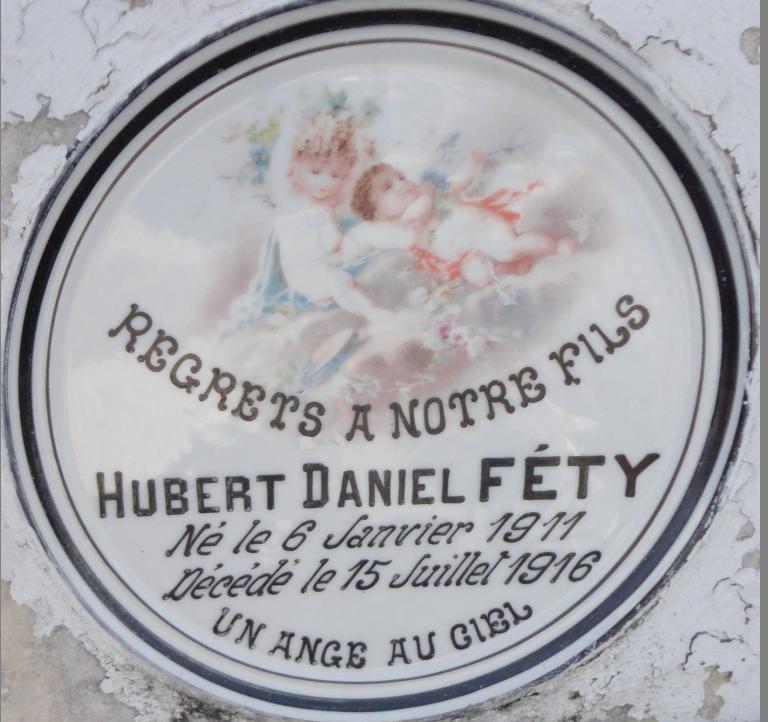 REGRETS A NOTRE FILS
HUBERT DANIEL FÉTY
Né le 6 Janvier 1911
Décédé le 15 Juillet 1916
UN ANGE AU CIEL